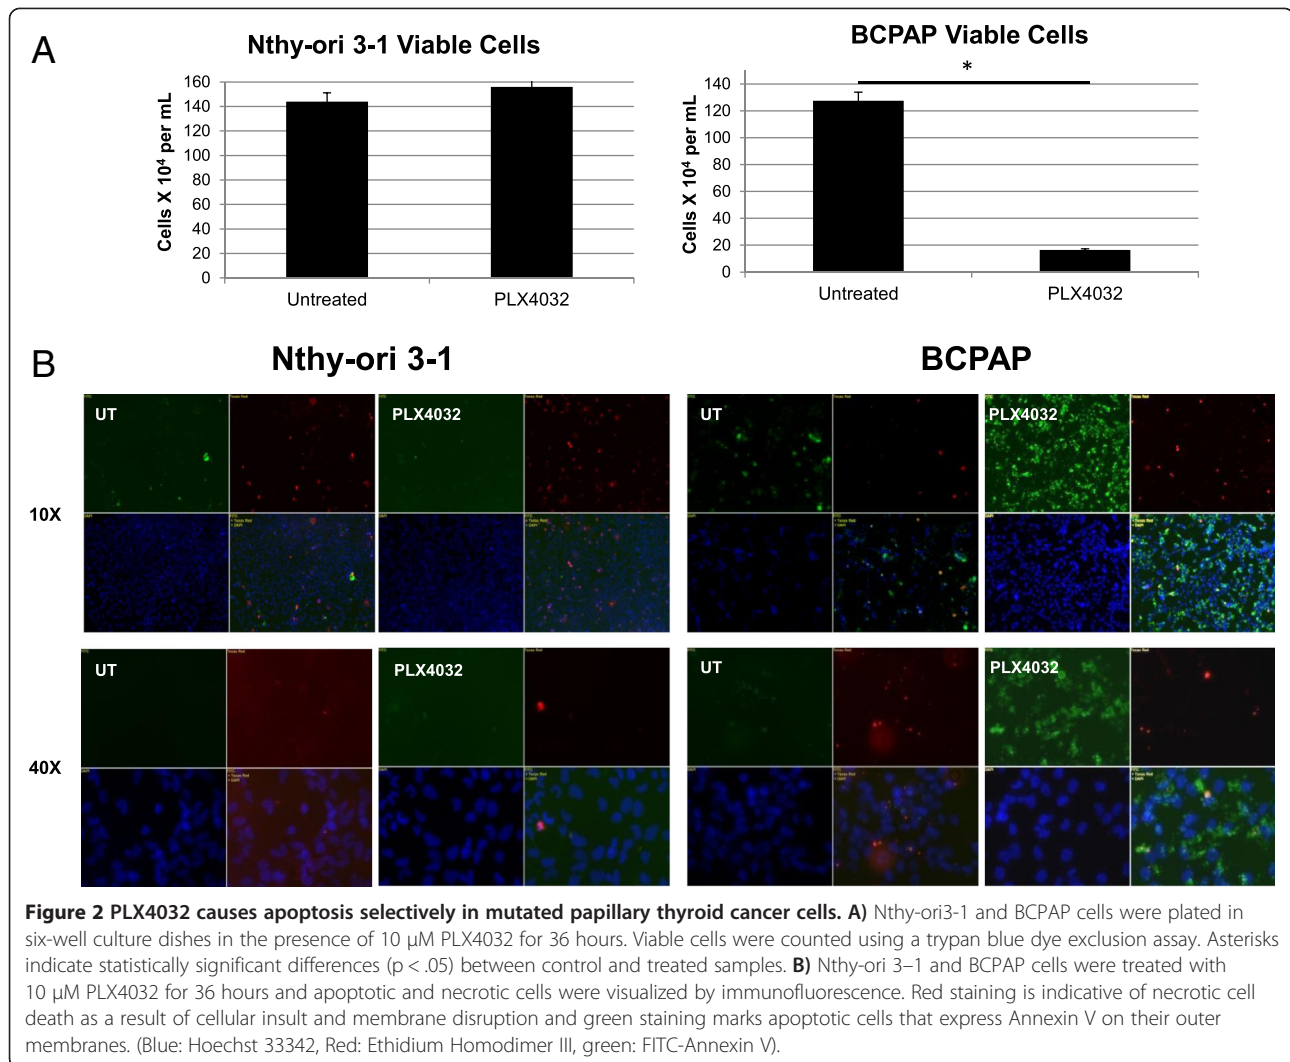 A
Nthy-ori 3-1 Viable Cells
Cells X 10⁴ per mL
160
140
120
100
80
60
40
20
0
Untreated
PLX4032
BCPAP Viable Cells
*
Cells X 10⁴ per mL
140
120
100
80
60
40
20
0
Untreated
PLX4032
B
Nthy-ori 3-1
BCPAP
10X
UT
PLX4032
UT
PLX4032
40X
UT
PLX4032
UT
PLX4032
Figure 2 PLX4032 causes apoptosis selectively in mutated papillary thyroid cancer cells. A) Nthy-ori3-1 and BCPAP cells were plated in
six-well culture dishes in the presence of 10 μM PLX4032 for 36 hours. Viable cells were counted using a trypan blue dye exclusion assay. Asterisks
indicate statistically significant differences (p < .05) between control and treated samples. B) Nthy-ori 3–1 and BCPAP cells were treated with
10 μM PLX4032 for 36 hours and apoptotic and necrotic cells were visualized by immunofluorescence. Red staining is indicative of necrotic cell
death as a result of cellular insult and membrane disruption and green staining marks apoptotic cells that express Annexin V on their outer
membranes. (Blue: Hoechst 33342, Red: Ethidium Homodimer III, green: FITC-Annexin V).